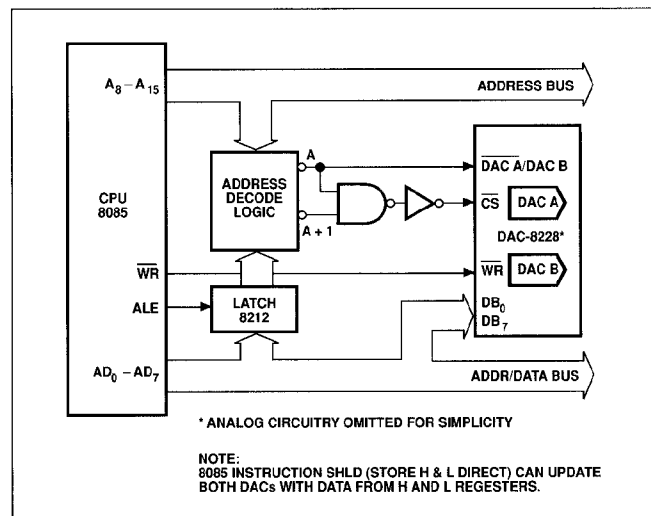 A8 – A15
ADDRESS BUS
A
ADDRESS
DECODE
LOGIC
A + 1
CPU
8085
DAC A/DAC B
CS
DAC A
DAC-8228*
WR
WR
DAC B
ALE
LATCH
8212
DB0
DB7
AD0 – AD7
ADDR/DATA BUS
* ANALOG CIRCUITRY OMITTED FOR SIMPLICITY
NOTE:
8085 INSTRUCTION SHLD (STORE H & L DIRECT) CAN UPDATE
BOTH DACs WITH DATA FROM H AND L REGESTERS.